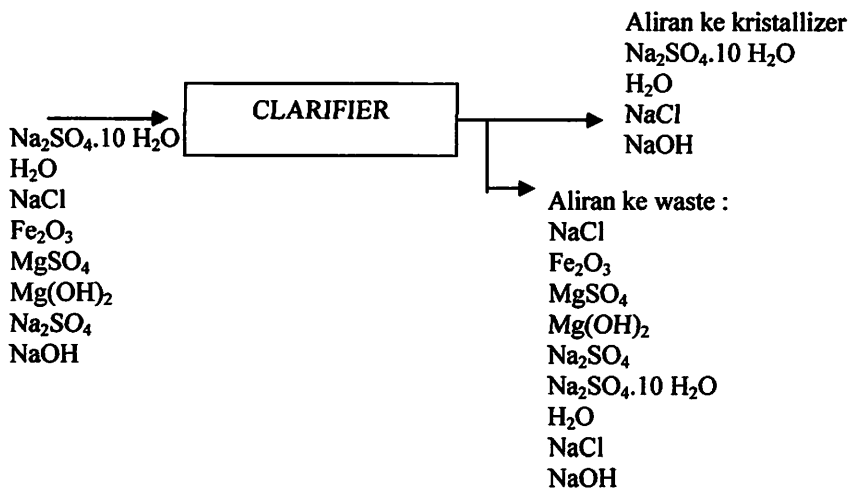 CLARIFIER
Na₂SO₄.10 H₂O
H₂O
NaCl
Fe₂O₃
MgSO₄
Mg(OH)₂
Na₂SO₄
NaOH
Aliran ke kristallizer
Na₂SO₄.10 H₂O
H₂O
NaCl
NaOH
Aliran ke waste :
NaCl
Fe₂O₃
MgSO₄
Mg(OH)₂
Na₂SO₄
Na₂SO₄.10 H₂O
H₂O
NaCl
NaOH